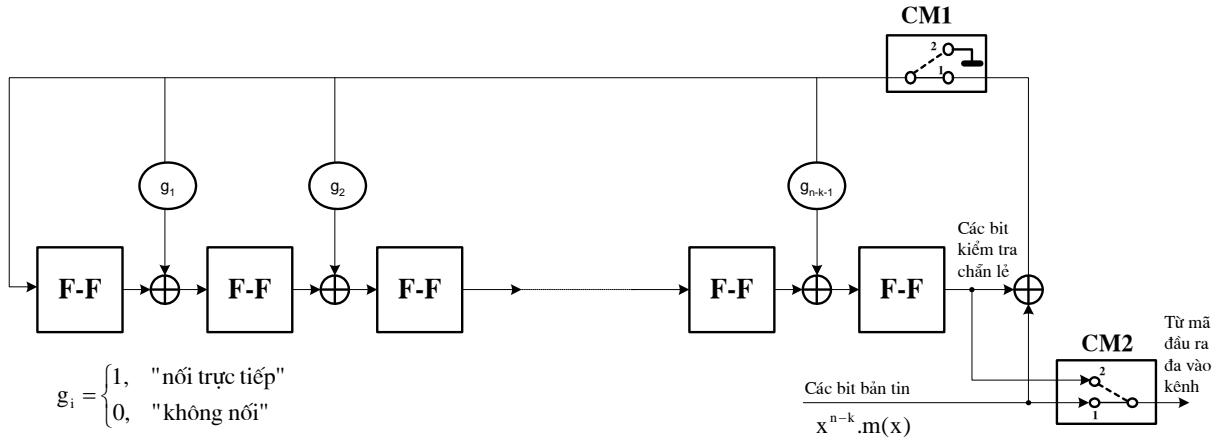 CM1
2
1
g1
g2
gn-k-1
Các bit
kiểm tra
chẵn lẻ
F-F
F-F
F-F
F-F
F-F
Từ mã
đầu ra
đa vào
kênh
CM2
2
1
gi = { 1, "nối trực tiếp"
0, "không nối"
Các bit bản tin
x^{n-k}.m(x)